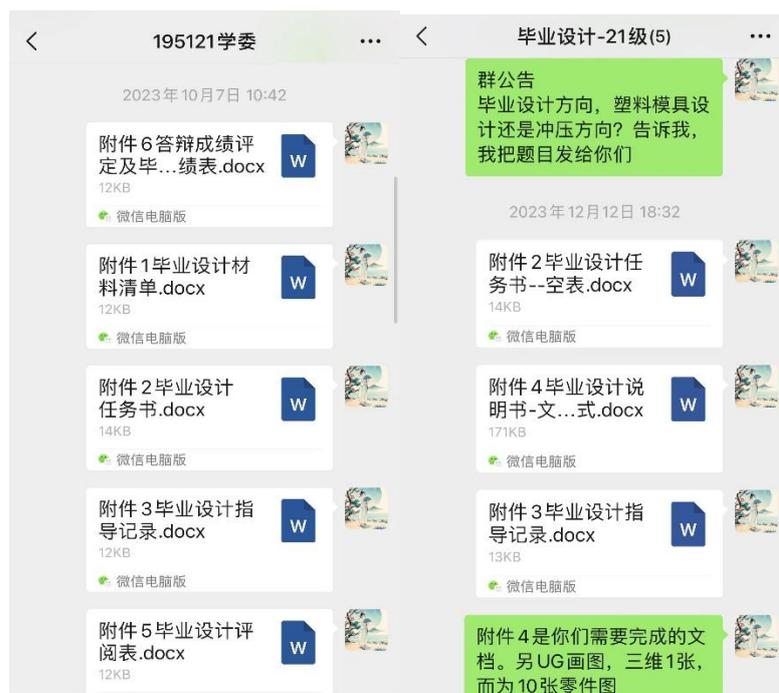 195121学委
2023年10月7日 10:42
附件6答辩成绩评
定及毕...绩表.docx
12KB
W
微信电脑版
附件1毕业设计材
料清单.docx
12KB
W
微信电脑版
附件2毕业设计
任务书.docx
14KB
W
微信电脑版
附件3毕业设计指
导记录.docx
12KB
W
微信电脑版
附件5毕业设计评
阅表.docx
12KB
W
毕业设计-21级(5)
群公告
毕业设计方向，塑料模具设
计还是冲压方向？告诉我，
我把题目发给你们
2023年12月12日 18:32
附件2毕业设计任
务书--空表.docx
14KB
W
微信电脑版
附件4毕业设计说
明书-文...式.docx
171KB
W
微信电脑版
附件3毕业设计指
导记录.docx
13KB
W
微信电脑版
附件4是你们需要完成的文
档。另UG画图，三维1张，
而为10张零件图